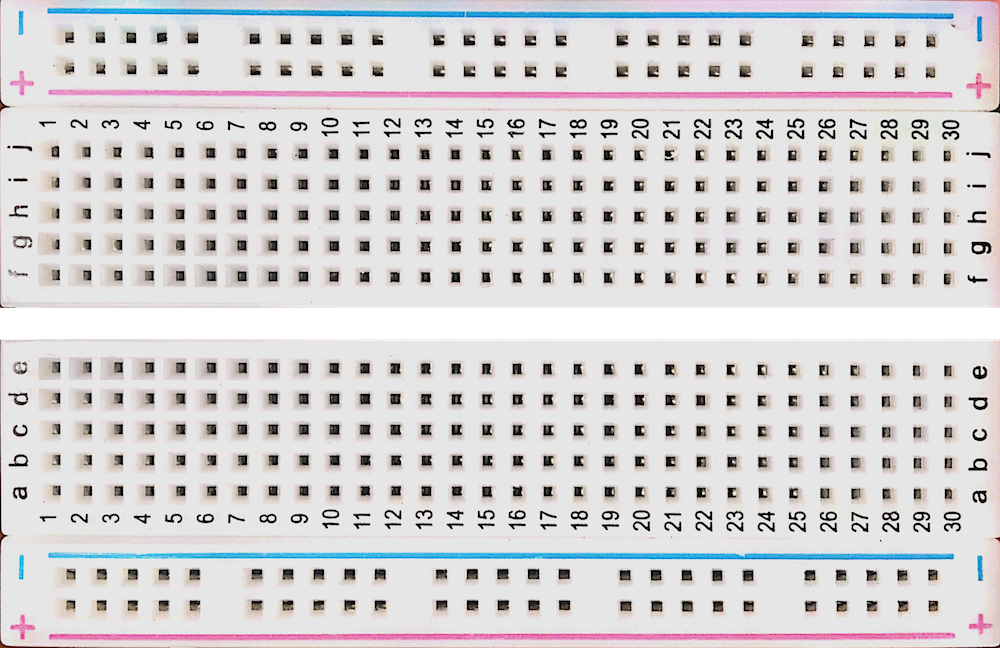 − −
+ +
1 2 3 4 5 6 7 8 9 10 11 12 13 14 15 16 17 18 19 20 21 22 23 24 25 26 27 28 29 30
j j
i i
h h
g g
f f
e e
d d
c c
b b
a a
1 2 3 4 5 6 7 8 9 10 11 12 13 14 15 16 17 18 19 20 21 22 23 24 25 26 27 28 29 30
− −
+ +